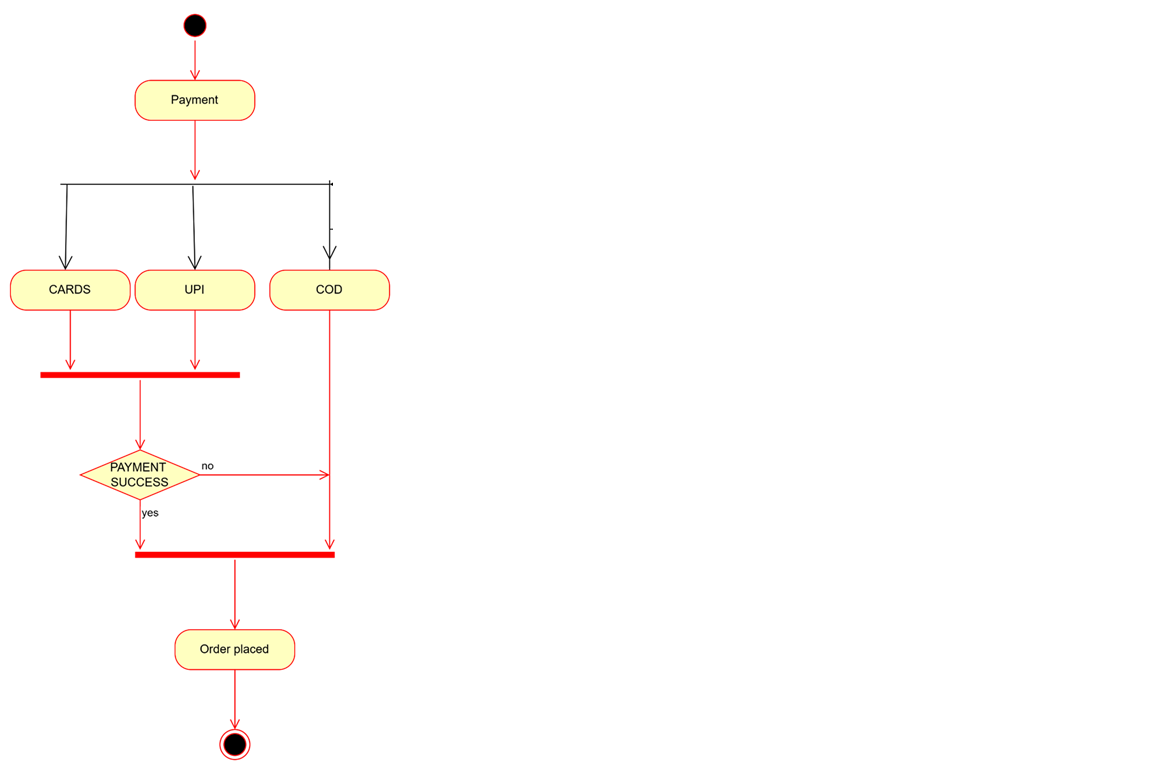 Payment
CARDS
UPI
COD
PAYMENT
SUCCESS
no
yes
Order placed